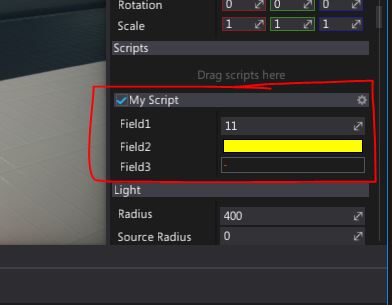 Rotation 0 0 0
Scale 1 1 1
Scripts
Drag scripts here
My Script
Field1 11
Field2
Field3 -
Light
Radius 400
Source Radius 0